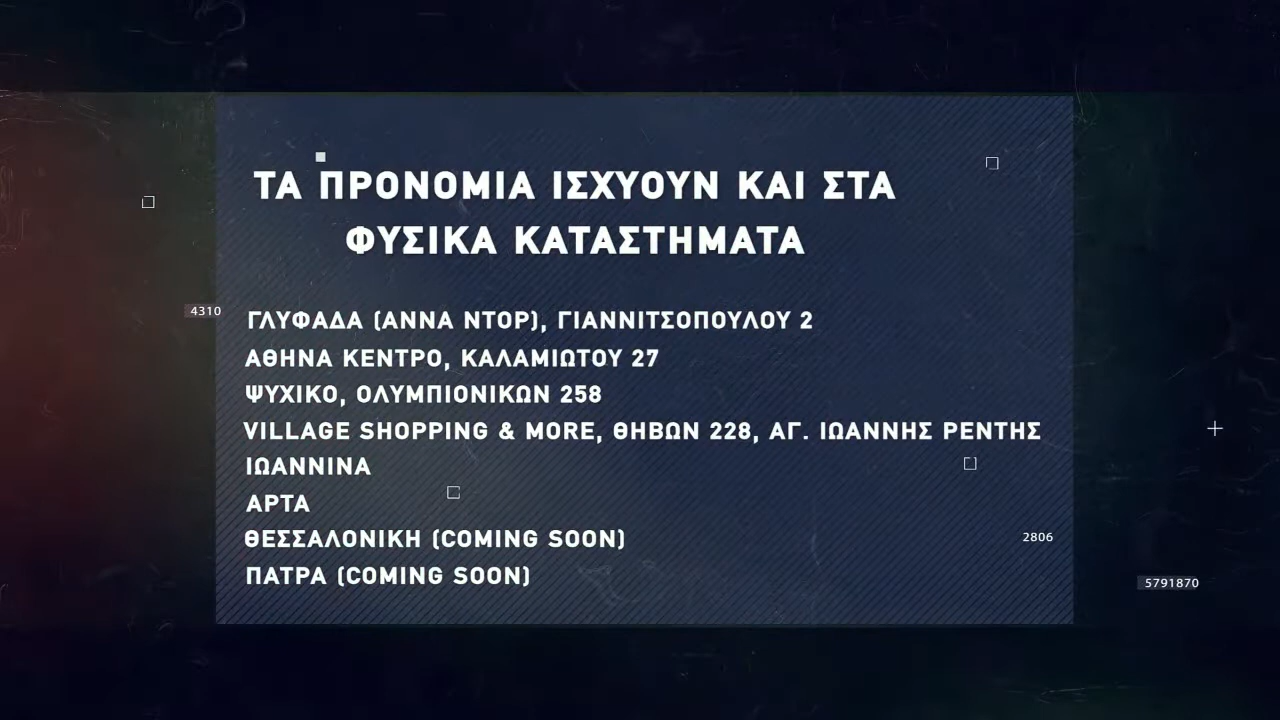 ΤΑ ΠΡΟΝΟΜΙΑ ΙΣΧΥΟΥΝ ΚΑΙ ΣΤΑ
ΦΥΣΙΚΑ ΚΑΤΑΣΤΗΜΑΤΑ
4310
ΓΛΥΦΑΔΑ (ΑΝΝΑ ΝΤΟΡ), ΓΙΑΝΝΙΤΣΟΠΟΥΛΟΥ 2
ΑΘΗΝΑ ΚΕΝΤΡΟ, ΚΑΛΑΜΙΩΤΟΥ 27
ΨΥΧΙΚΟ, ΟΛΥΜΠΙΟΝΙΚΩΝ 258
VILLAGE SHOPPING & MORE, ΘΗΒΩΝ 228, ΑΓ. ΙΩΑΝΝΗΣ ΡΕΝΤΗΣ
ΙΩΑΝΝΙΝΑ
ΑΡΤΑ
ΘΕΣΣΑΛΟΝΙΚΗ (COMING SOON)
2806
ΠΑΤΡΑ (COMING SOON)
5791870